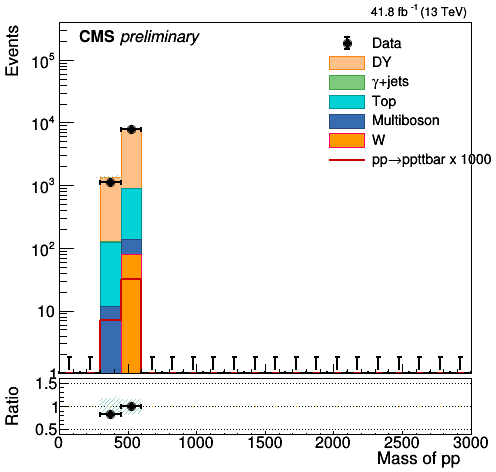 41.8 fb⁻¹ (13 TeV)
CMS preliminary
Events
Data
DY
γ+jets
Top
Multiboson
W
pp→ppttbar x 1000
10⁵
10⁴
10³
10²
10
1
Ratio
1.5
1
0.5
0 500 1000 1500 2000 2500 3000
Mass of pp